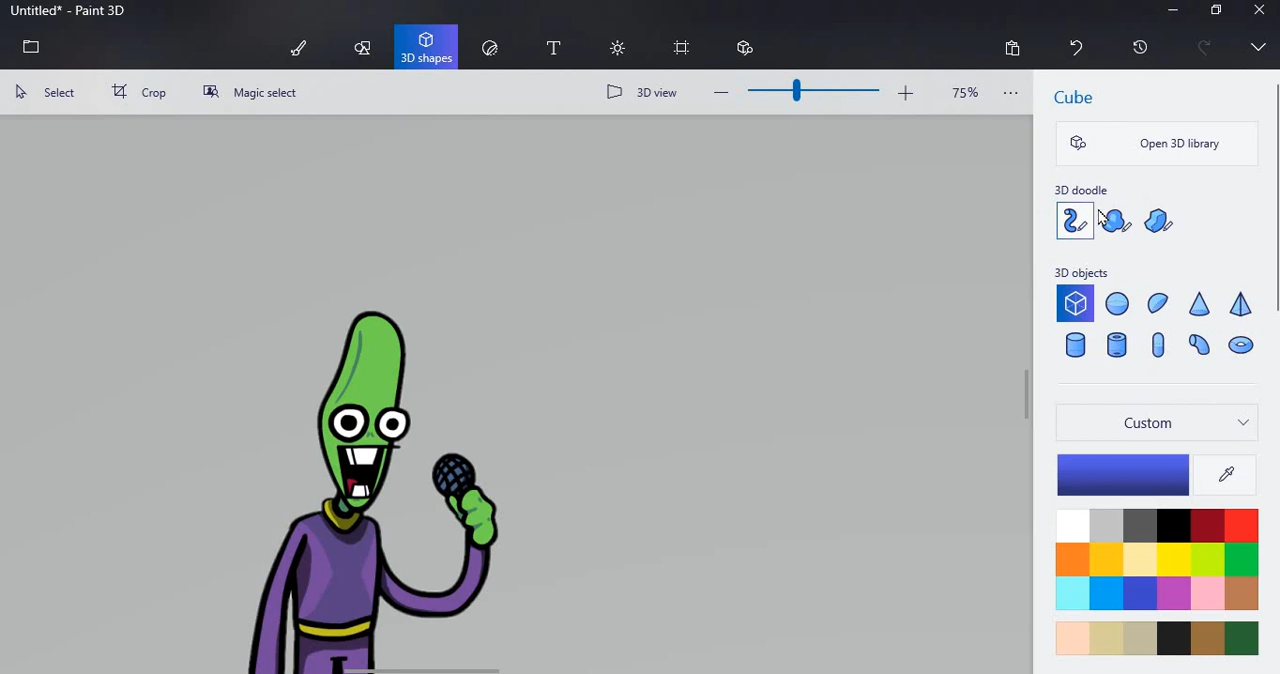 Untitled* - Paint 3D
3D shapes
Select
Crop
Magic select
3D view
75%
Cube
Open 3D library
3D doodle
3D objects
Custom